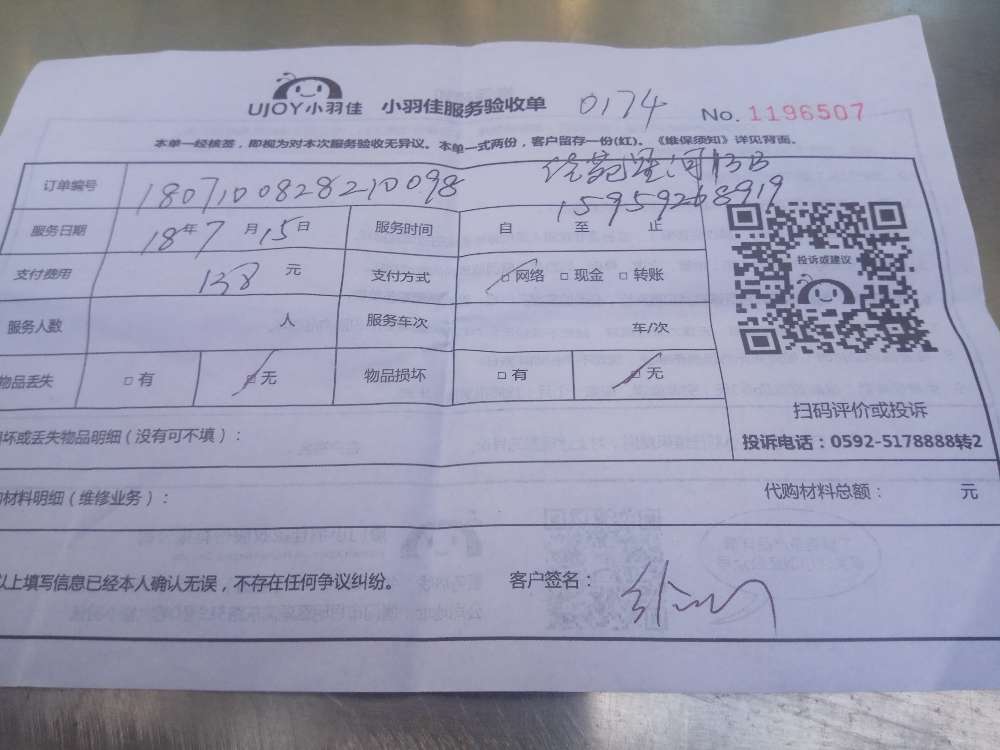 UJOY小羽佳 小羽佳服务验收单 0174 No. 1196507
本单一经核签，即视为对本次服务验收无异议。本单一式两份，客户留存一份(红)。《维保须知》详见背面。
13B
订单编号 1807100828210098
15959268919
服务日期 18年7月15日 服务时间 自 至 止
支付费用 138 元 支付方式 □网络 □现金 □转账
投诉或建议
服务人数 人 服务车次 车/次
物品丢失 □有 □无 物品损坏 □有 □无
扫码评价或投诉
坏或丢失物品明细（没有可不填）：
投诉电话：0592-5178888转2
材料明细（维修业务）： 代购材料总额： 元
以上填写信息已经本人确认无误，不存在任何争议纠纷。 客户签名：